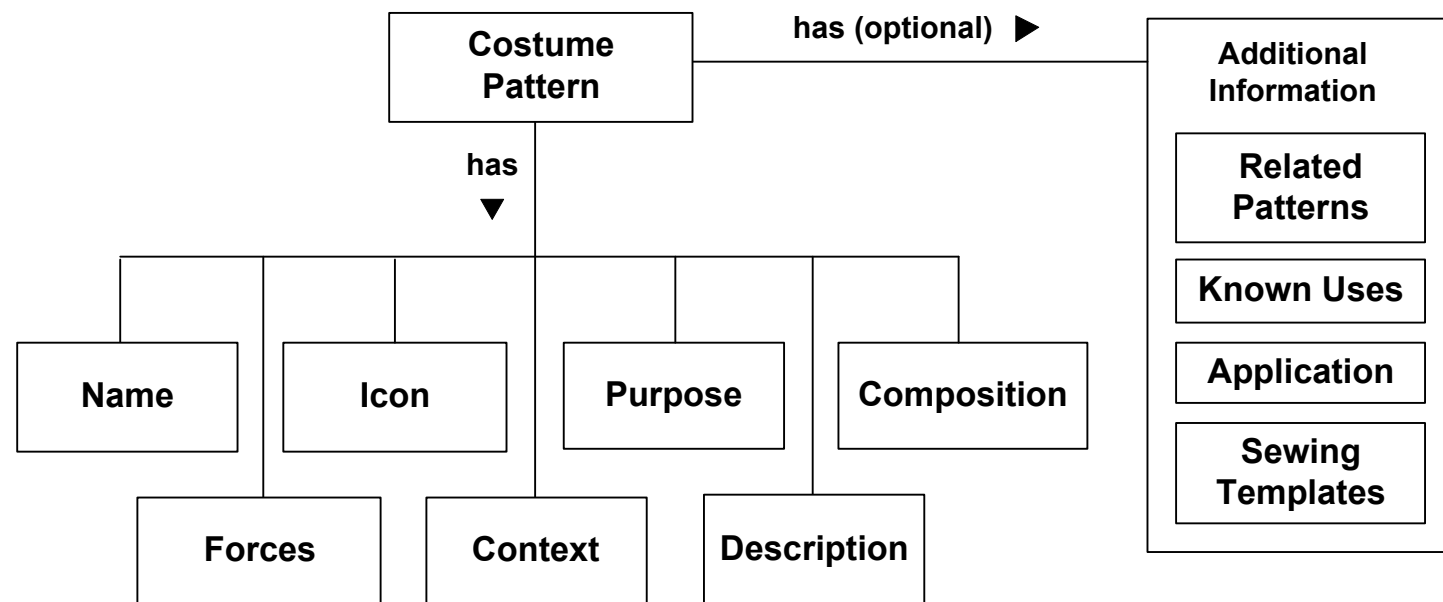 Costume
Pattern
has (optional)
Additional
Information
has
Related
Patterns
Known Uses
Application
Sewing
Templates
Name
Icon
Purpose
Composition
Forces
Context
Description